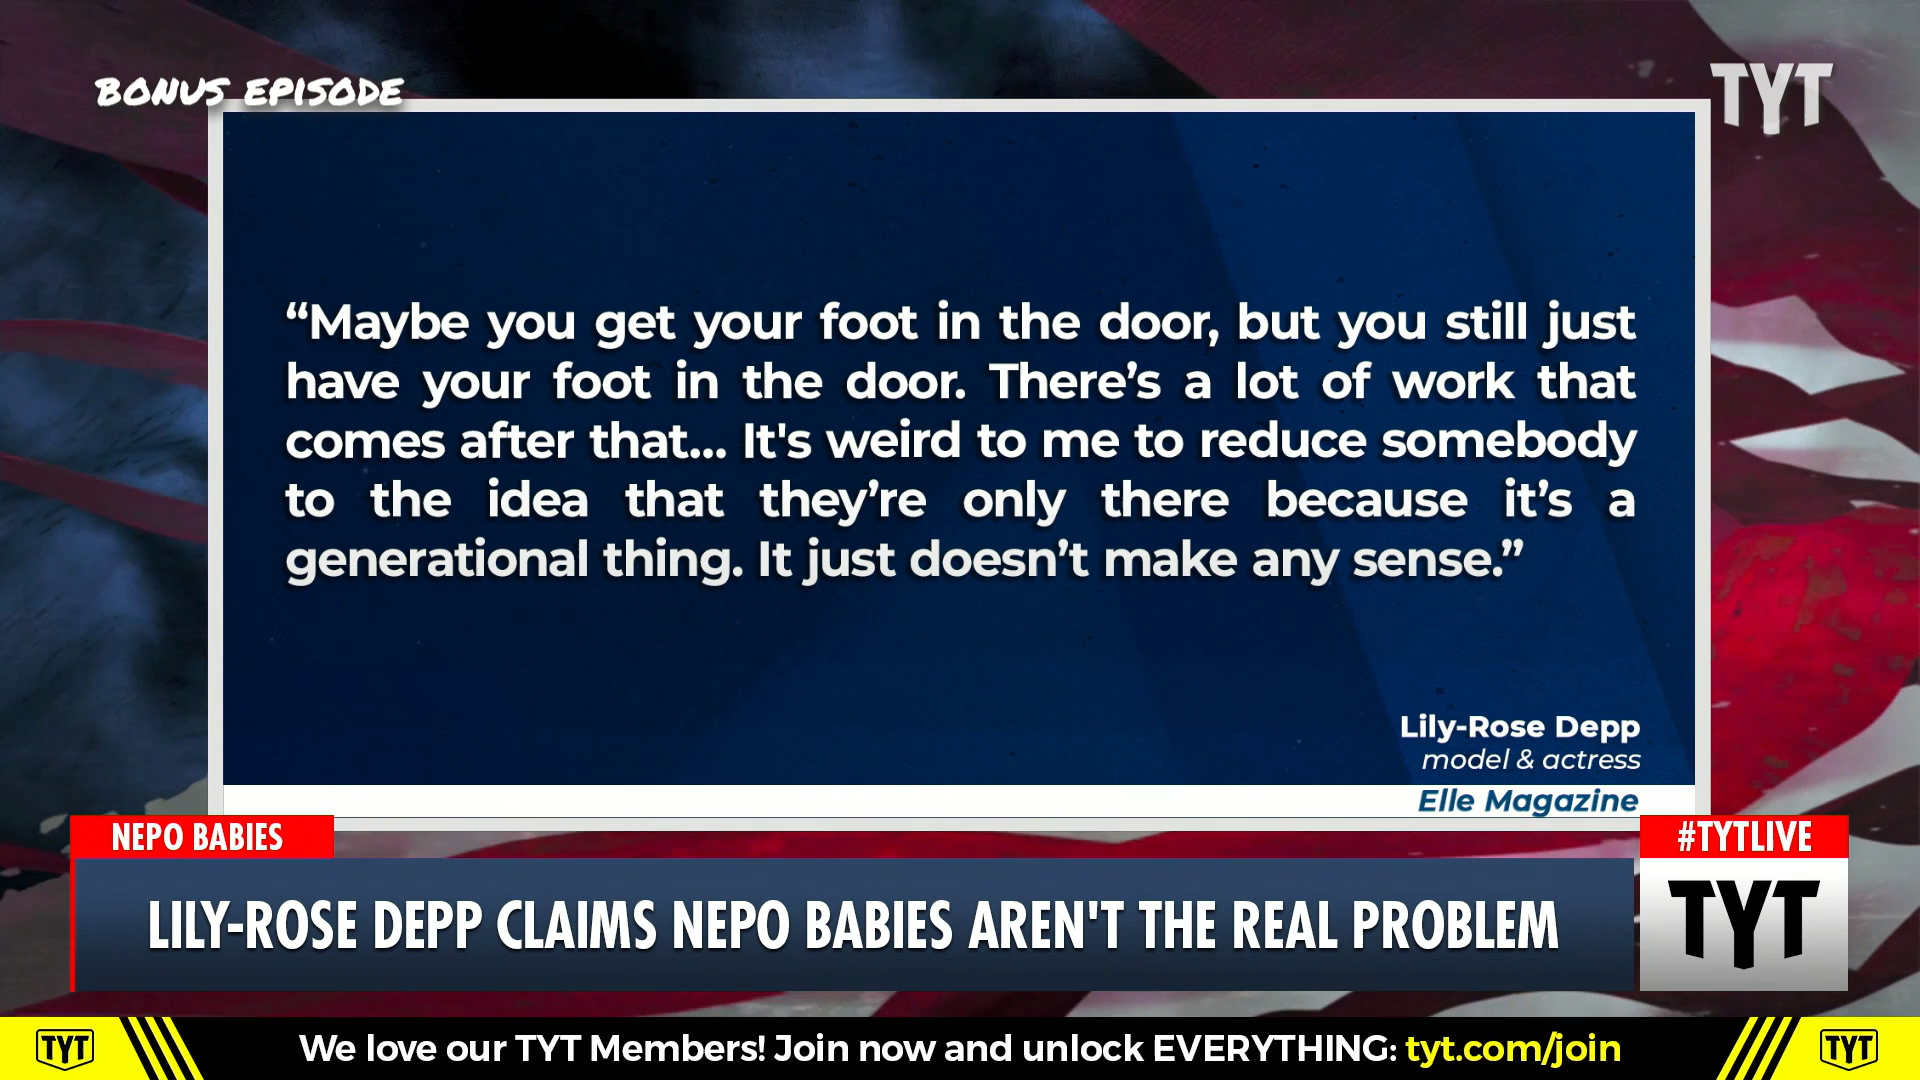 BONUS EPISODE
TYT
“Maybe you get your foot in the door, but you still just
have your foot in the door. There’s a lot of work that
comes after that... It's weird to me to reduce somebody
to the idea that they’re only there because it’s a
generational thing. It just doesn’t make any sense.”
Lily-Rose Depp
model & actress
Elle Magazine
NEPO BABIES
#TYTLIVE
LILY-ROSE DEPP CLAIMS NEPO BABIES AREN'T THE REAL PROBLEM
TYT
TYT
We love our TYT Members! Join now and unlock EVERYTHING: tyt.com/join
TYT